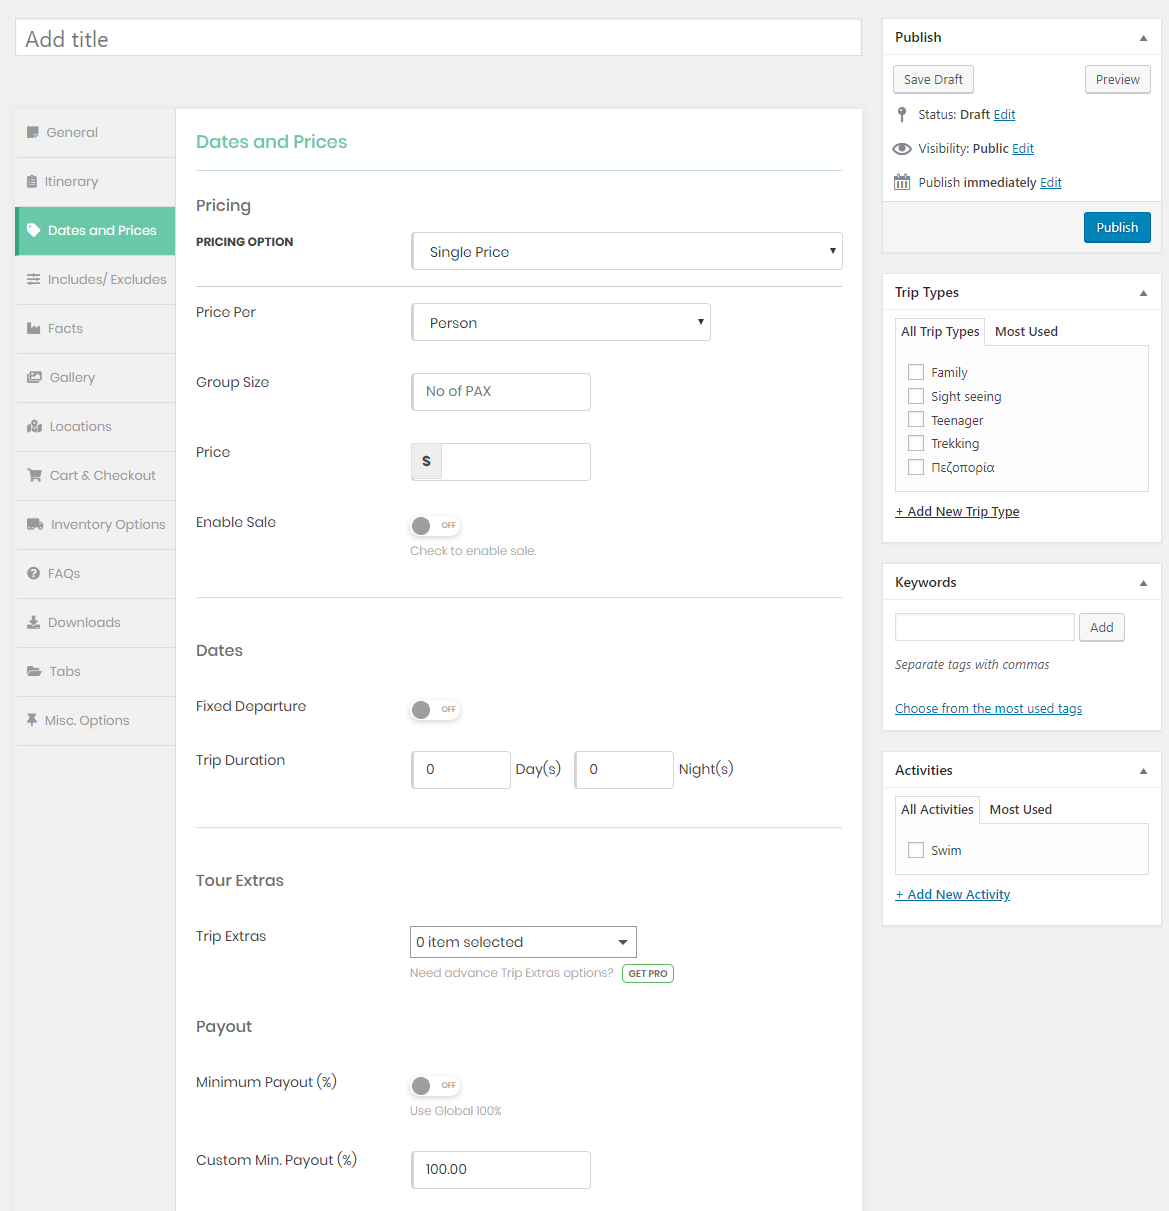 Add title
General
Itinerary
Dates and Prices
Includes/ Excludes
Facts
Gallery
Locations
Cart & Checkout
Inventory Options
FAQs
Downloads
Tabs
Misc. Options
Dates and Prices
Pricing
PRICING OPTION
Single Price
Price Per
Person
Group Size
No of PAX
Price
$
Enable Sale
OFF
Check to enable sale.
Dates
Fixed Departure
OFF
Trip Duration
0 Day(s) 0 Night(s)
Tour Extras
Trip Extras
0 item selected
Need advance Trip Extras options? GET PRO
Payout
Minimum Payout (%)
OFF
Use Global 100%
Custom Min. Payout (%)
100.00
Publish
Save Draft
Preview
Status: Draft Edit
Visibility: Public Edit
Publish immediately Edit
Publish
Trip Types
All Trip Types Most Used
Family
Sight seeing
Teenager
Trekking
Πεζοπορία
+ Add New Trip Type
Keywords
Add
Separate tags with commas
Choose from the most used tags
Activities
All Activities Most Used
Swim
+ Add New Activity